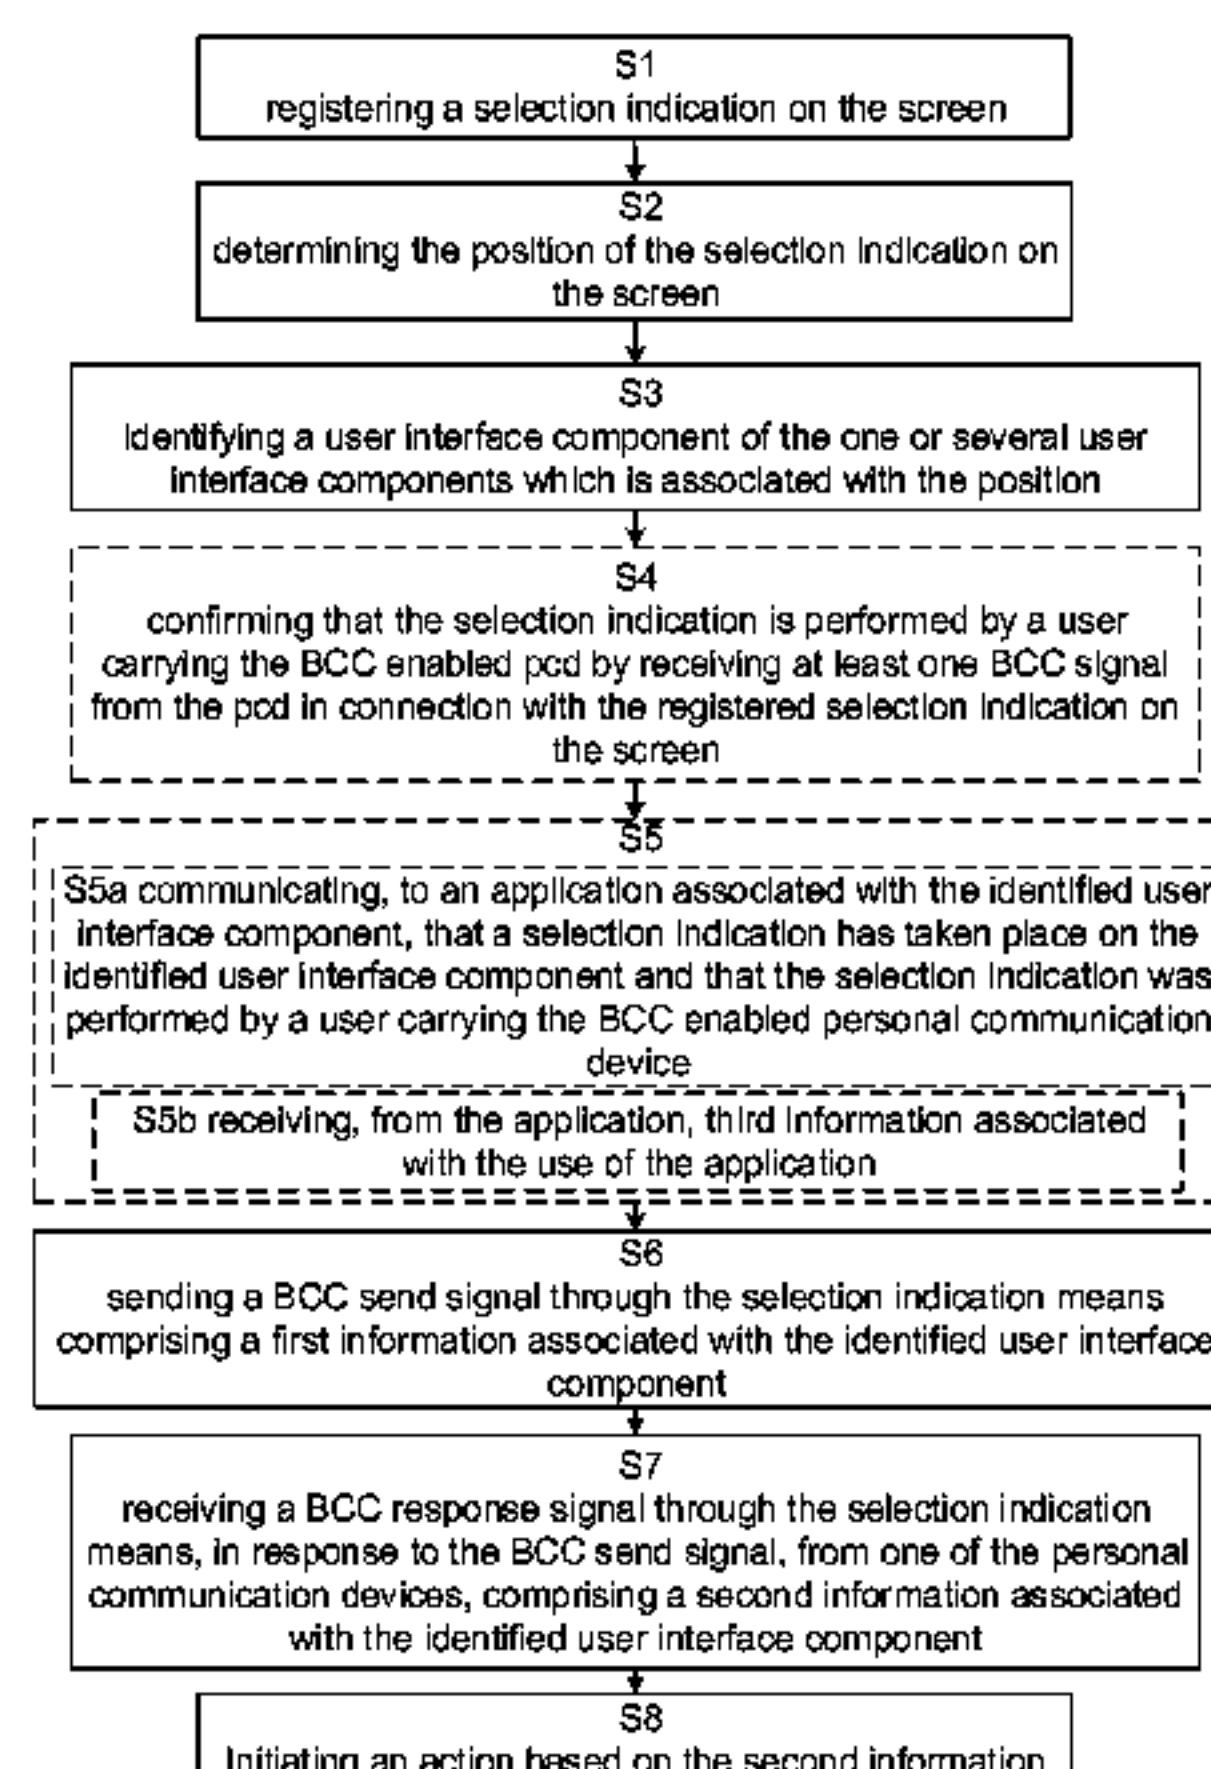 S1
registering a selection indication on the screen
S2
determining the position of the selection indication on
the screen
S3
Identifying a user interface component of the one or several user
interface components which is associated with the position
S4
confirming that the selection indication is performed by a user
carrying the BCC enabled pcd by receiving at least one BCC signal
from the pcd in connection with the registered selection indication on
the screen
S5
S5a communicating, to an application associated with the identified user
interface component, that a selection indication has taken place on the
identified user interface component and that the selection indication was
performed by a user carrying the BCC enabled personal communication
device
S5b receiving, from the application, third information associated
with the use of the application
S6
sending a BCC send signal through the selection indication means
comprising a first information associated with the identified user interface
component
S7
receiving a BCC response signal through the selection indication
means, in response to the BCC send signal, from one of the personal
communication devices, comprising a second information associated
with the identified user interface component
S8
Initiating an action based on the second information